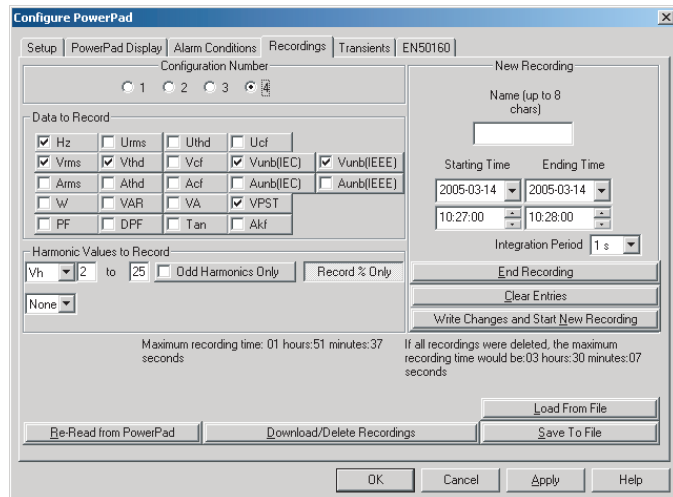 Configure PowerPad
Setup PowerPad Display Alarm Conditions Recordings Transients EN50160
Configuration Number
1 2 3 4
Data to Record
Hz Urms Uthd Ucf
Vrms Vthd Vcf Vunb(IEC) Vunb(IEEE)
Arms Athd Acf Aunb(IEC) Aunb(IEEE)
W VAR VA VPST
PF DPF Tan Akf
Harmonic Values to Record
Vh 2 to 25 Odd Harmonics Only Record % Only
None
Maximum recording time: 01 hours:51 minutes:37
seconds
New Recording
Name (up to 8
chars)
Starting Time Ending Time
2005-03-14 2005-03-14
10:27:00 10:28:00
Integration Period 1 s
End Recording
Clear Entries
Write Changes and Start New Recording
If all recordings were deleted, the maximum
recording time would be:03 hours:30 minutes:07
seconds
Load From File
Re-Read from PowerPad Download/Delete Recordings Save To File
OK Cancel Apply Help